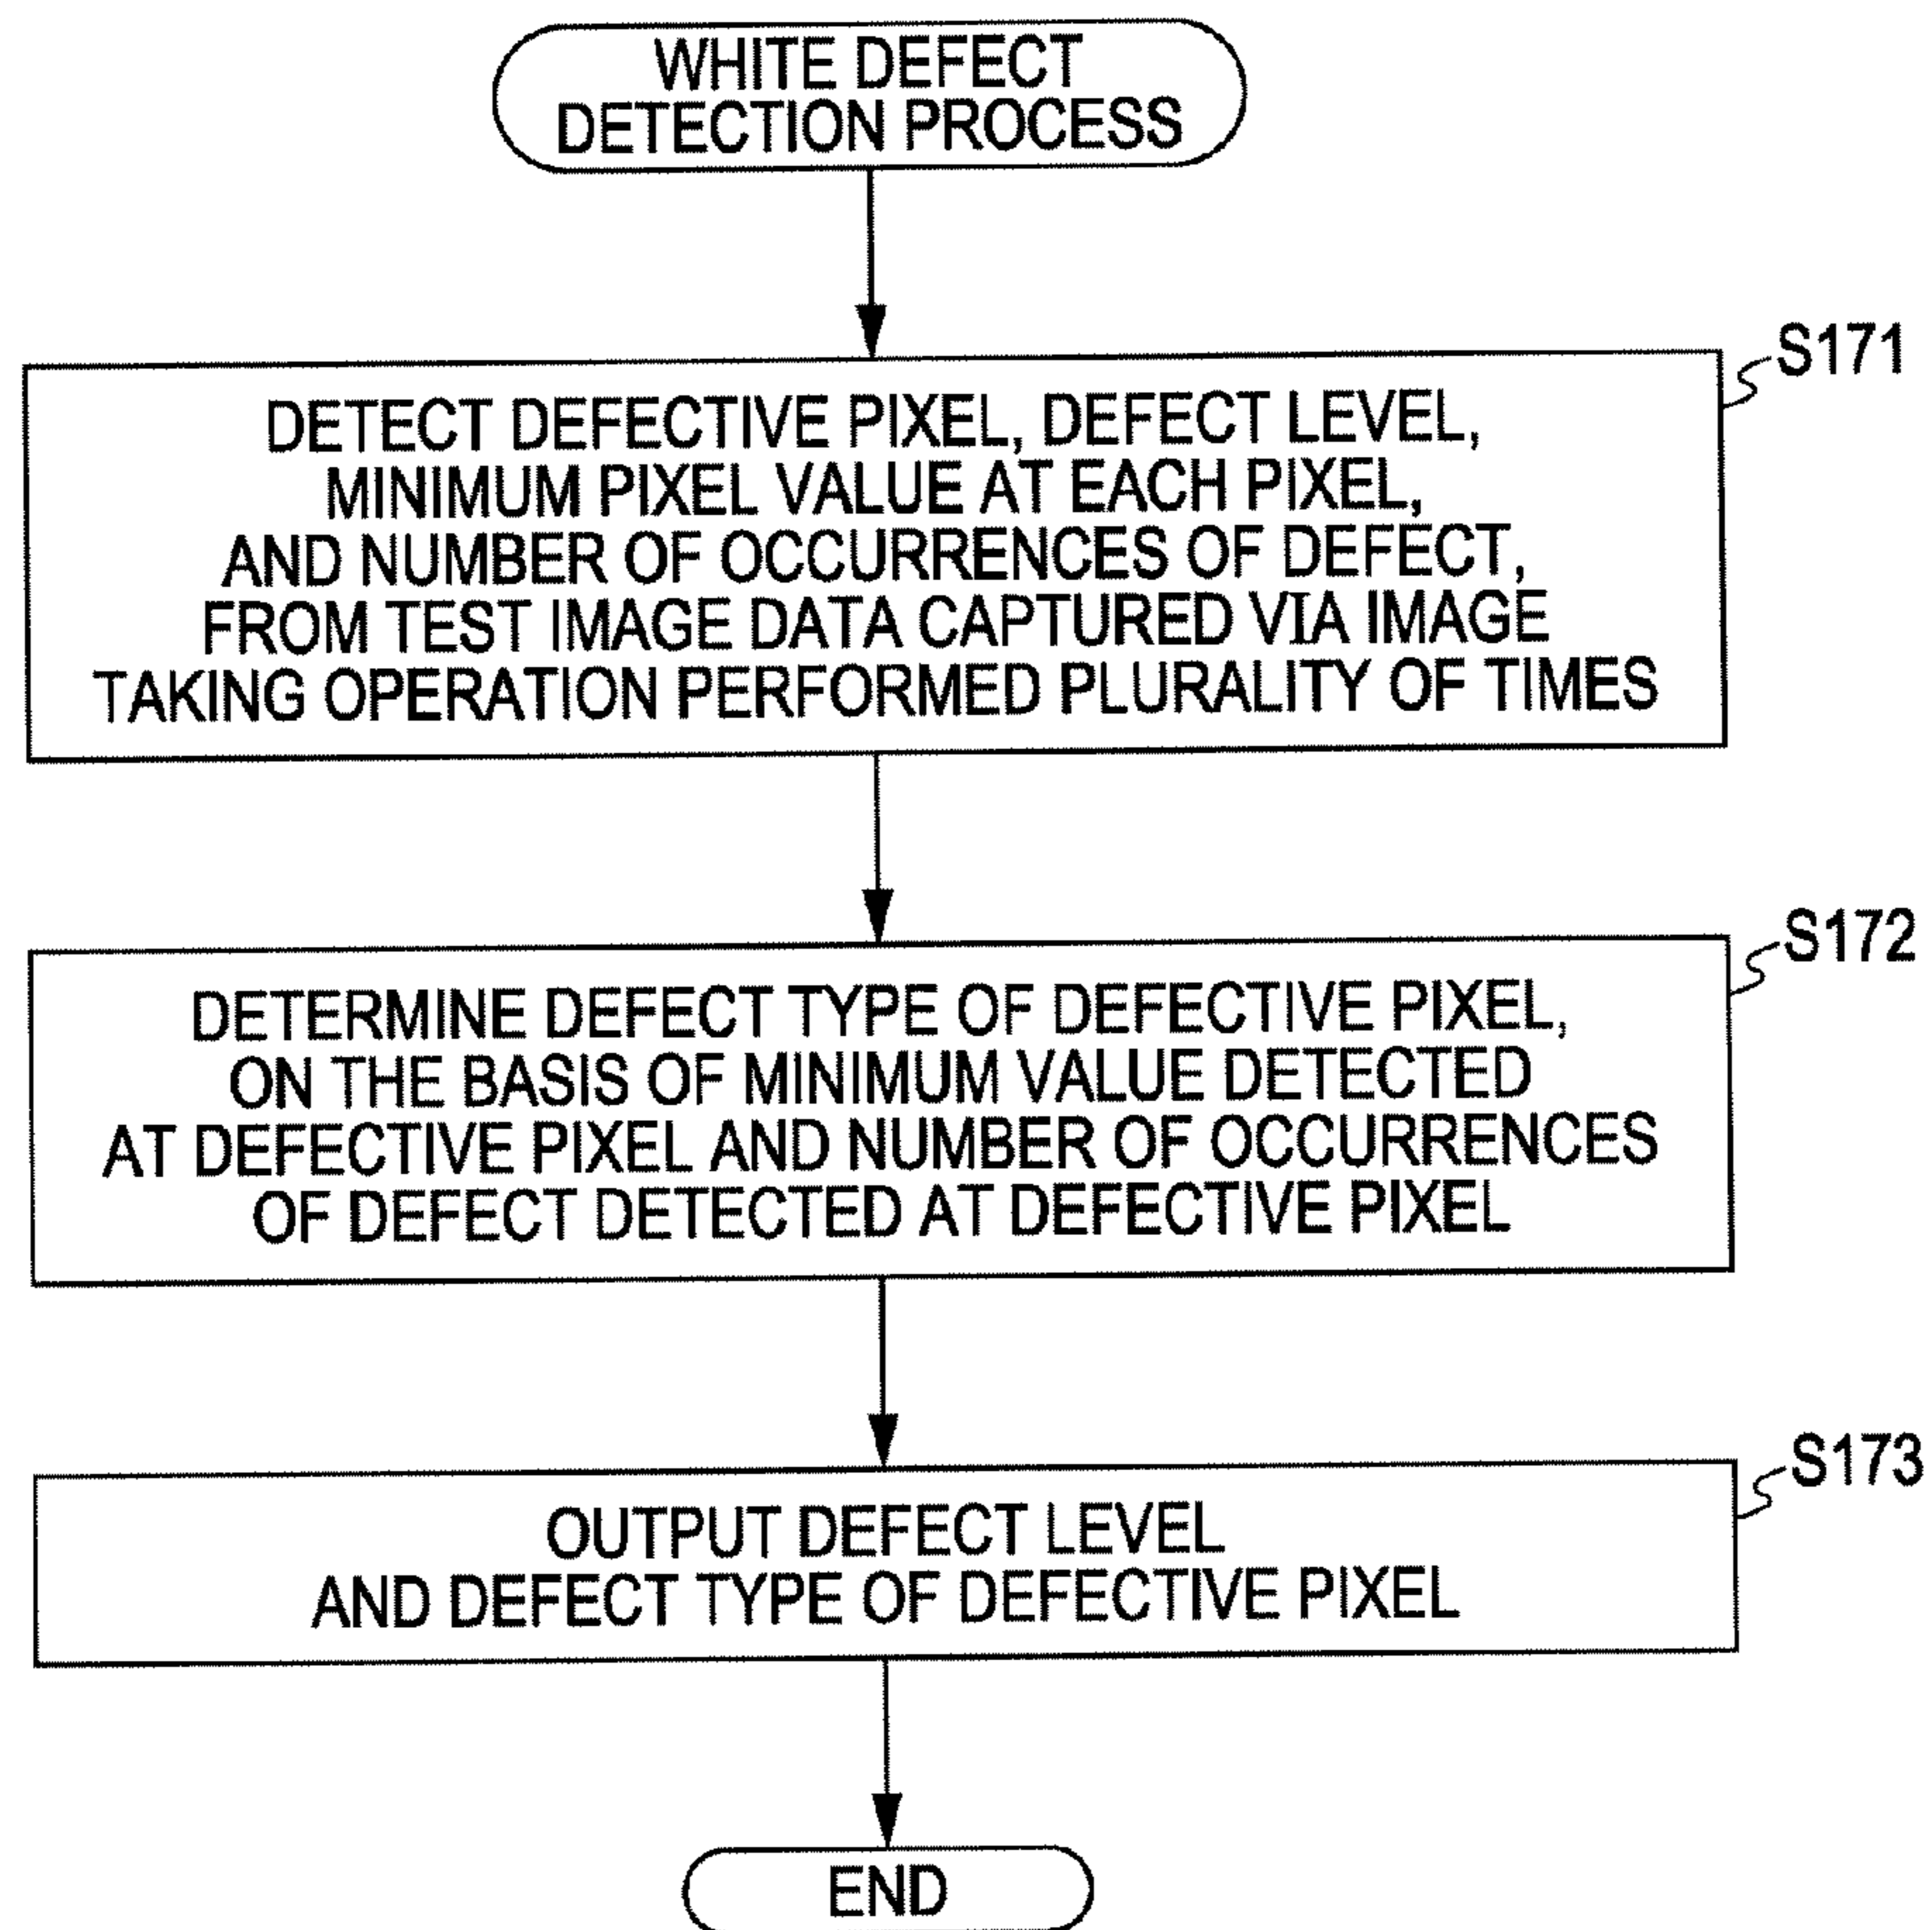 WHITE DEFECT
DETECTION PROCESS
S171
DETECT DEFECTIVE PIXEL, DEFECT LEVEL,
MINIMUM PIXEL VALUE AT EACH PIXEL,
AND NUMBER OF OCCURRENCES OF DEFECT,
FROM TEST IMAGE DATA CAPTURED VIA IMAGE
TAKING OPERATION PERFORMED PLURALITY OF TIMES
S172
DETERMINE DEFECT TYPE OF DEFECTIVE PIXEL,
ON THE BASIS OF MINIMUM VALUE DETECTED
AT DEFECTIVE PIXEL AND NUMBER OF OCCURRENCES
OF DEFECT DETECTED AT DEFECTIVE PIXEL
S173
OUTPUT DEFECT LEVEL
AND DEFECT TYPE OF DEFECTIVE PIXEL
END